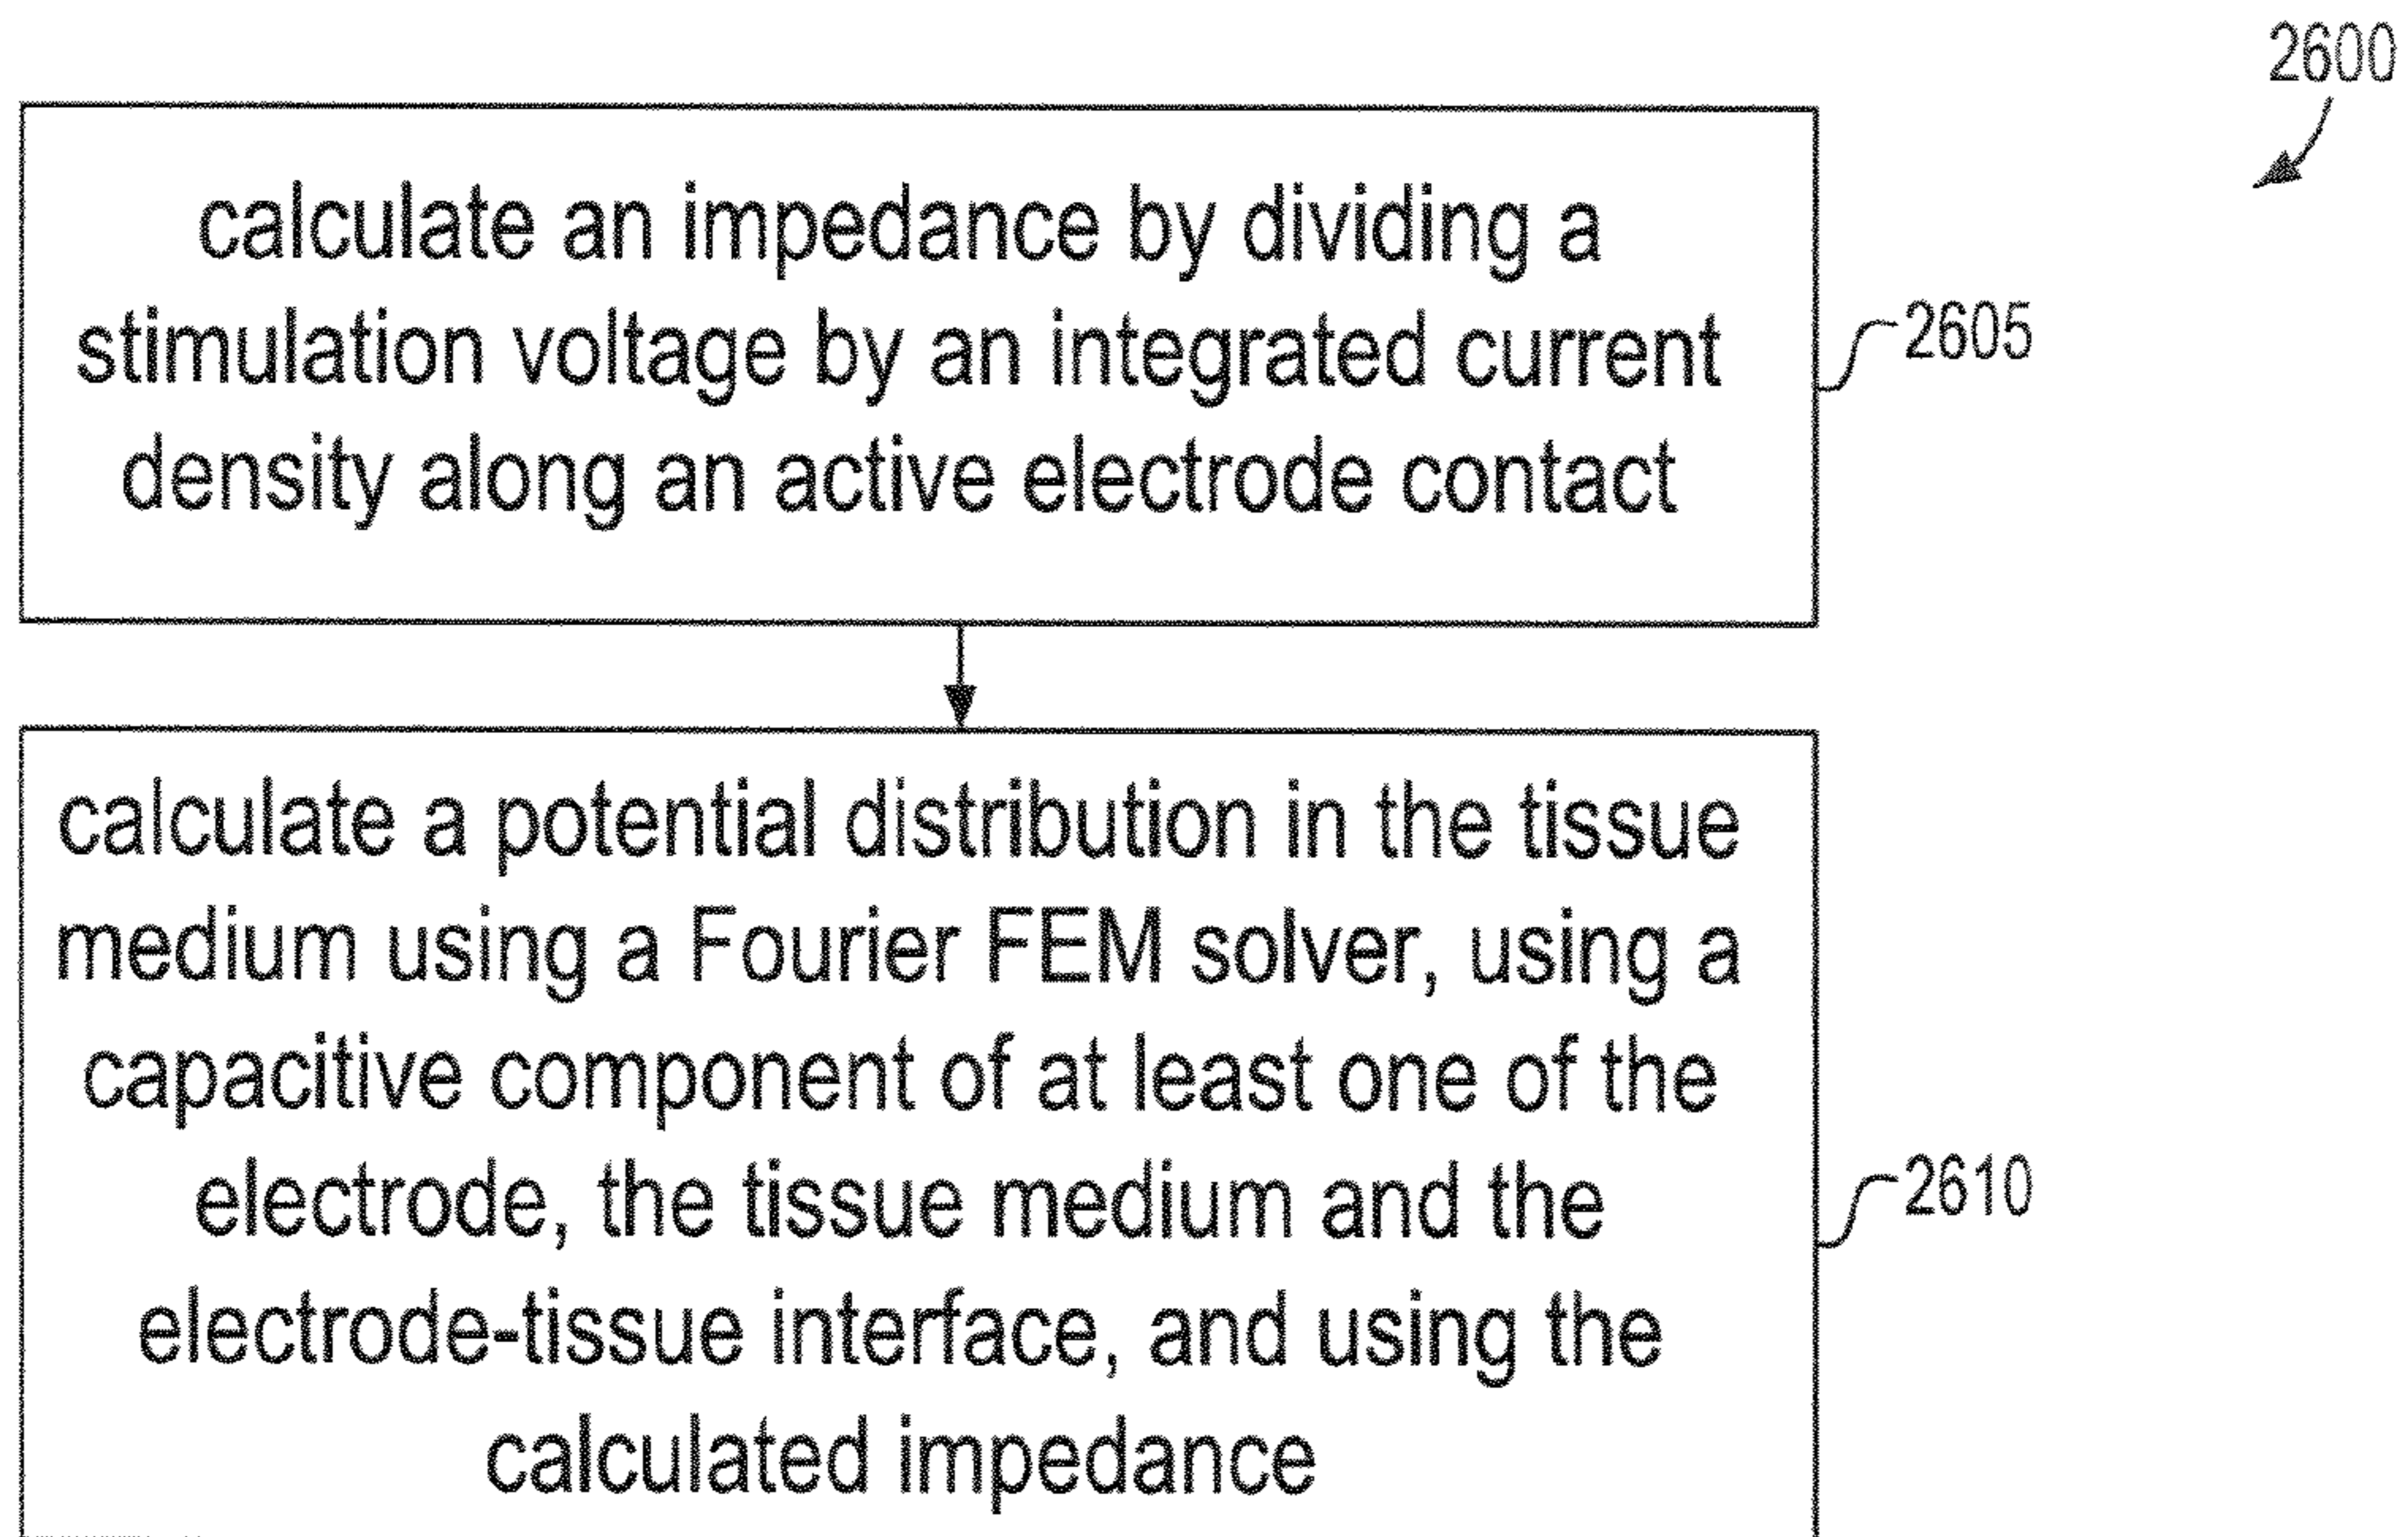 2600
calculate an impedance by dividing a
stimulation voltage by an integrated current
density along an active electrode contact
2605
calculate a potential distribution in the tissue
medium using a Fourier FEM solver, using a
capacitive component of at least one of the
electrode, the tissue medium and the
electrode-tissue interface, and using the
calculated impedance
2610